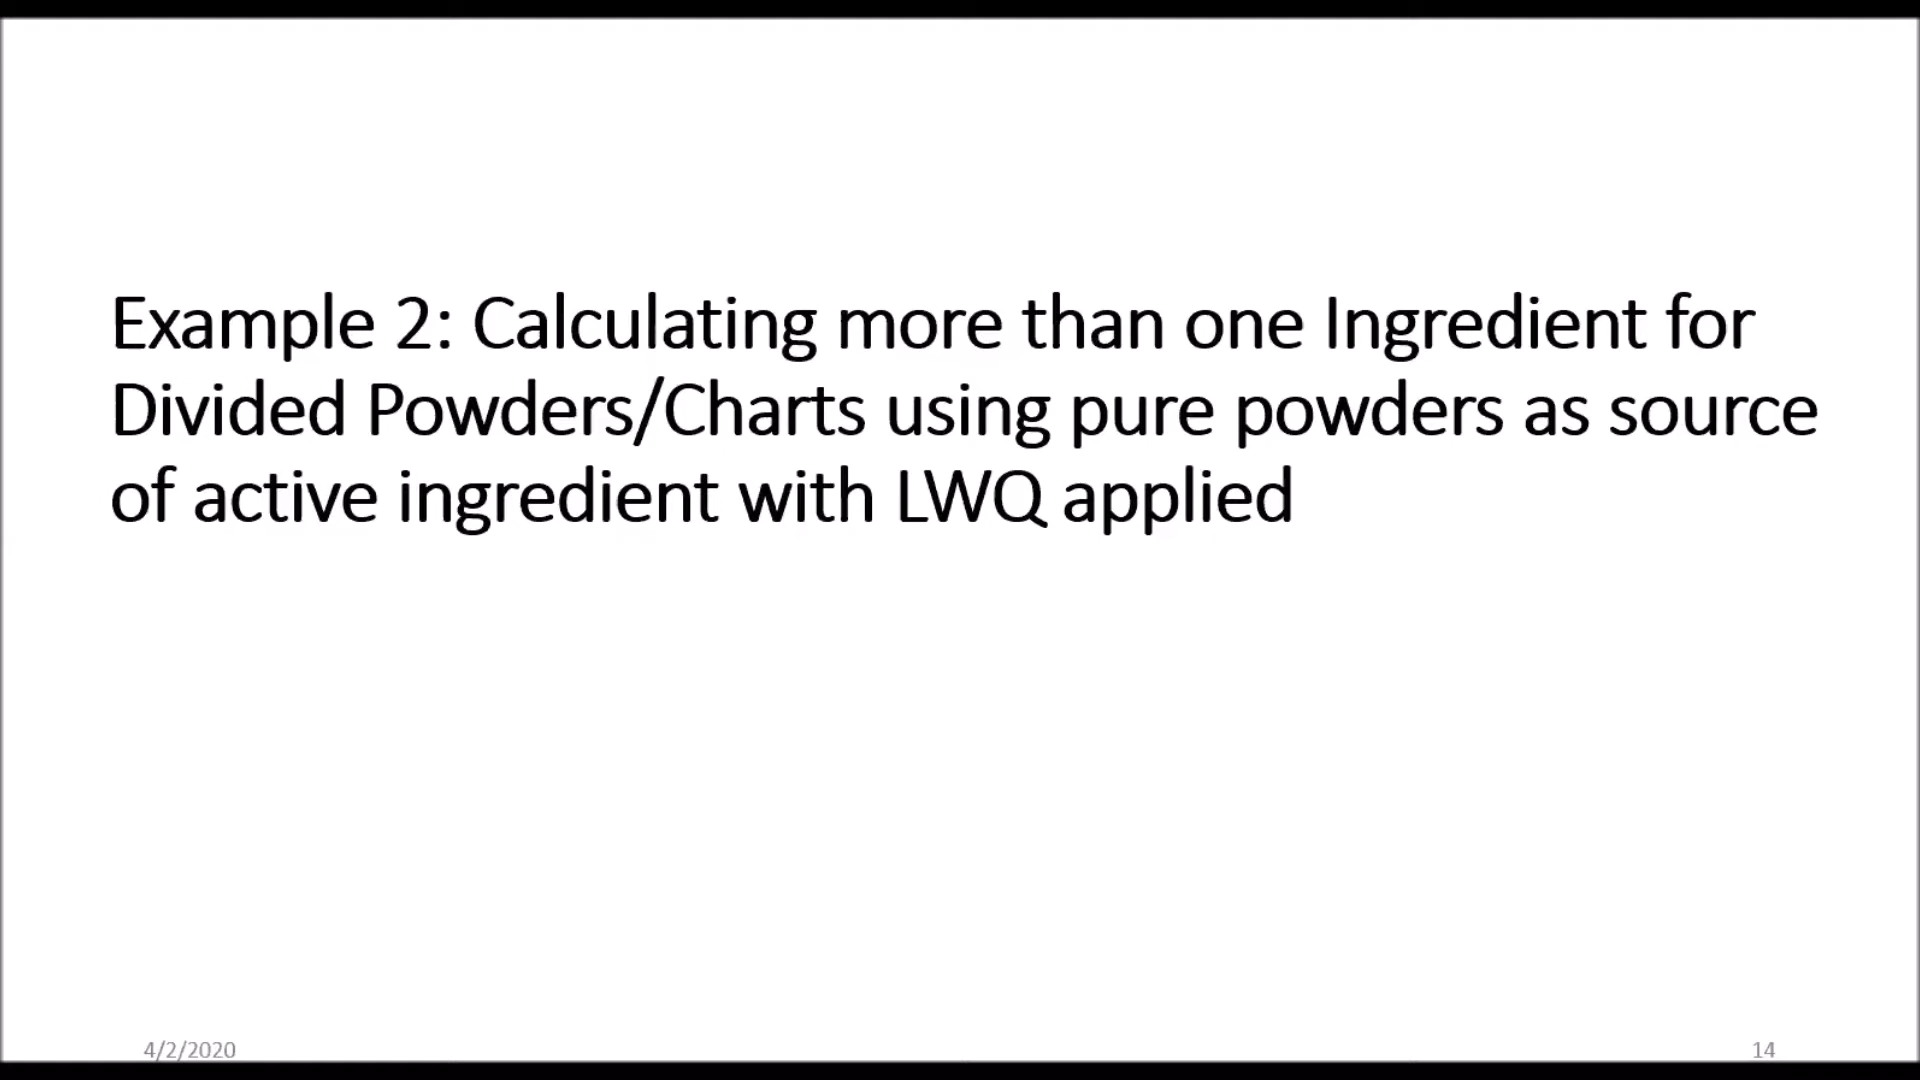 Example 2: Calculating more than one Ingredient for
Divided Powders/Charts using pure powders as source
of active ingredient with LWQ applied
4/2/2020
14